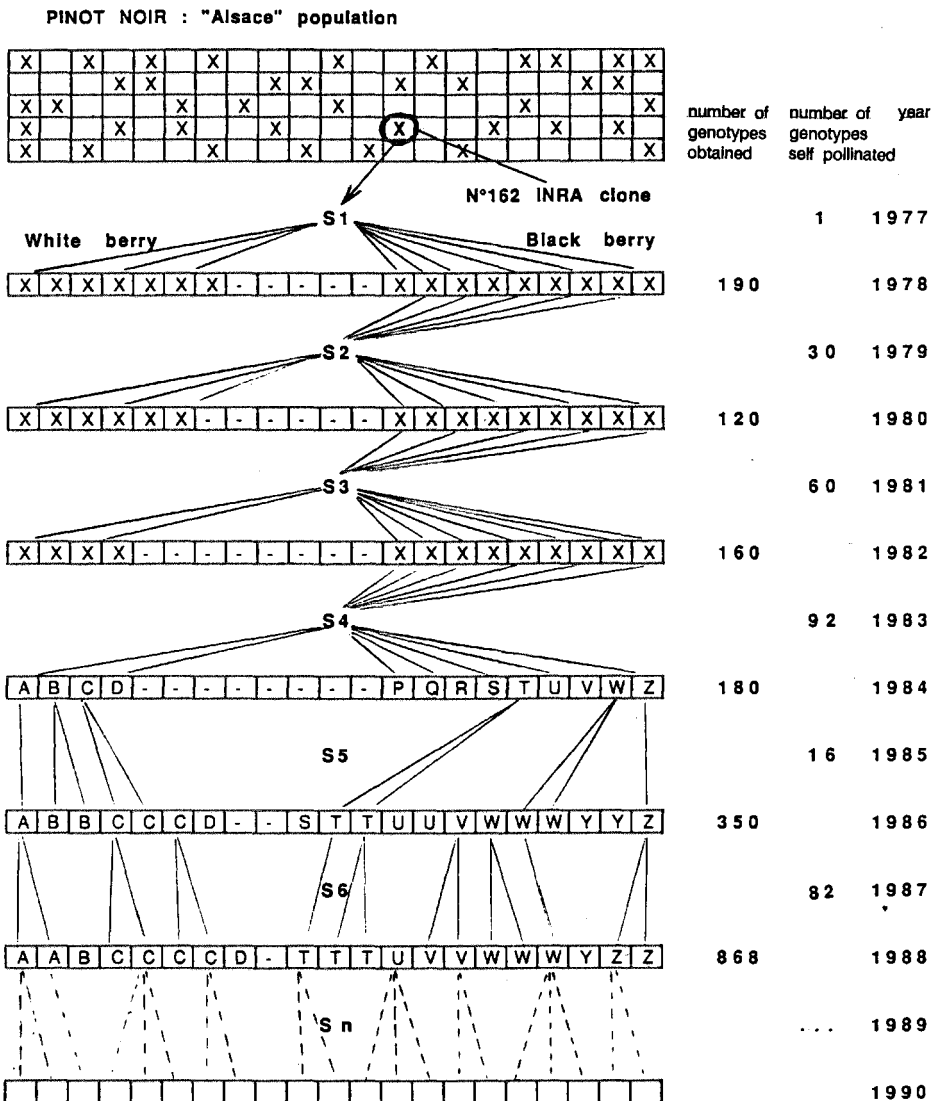 PINOT NOIR : "Alsace" population
X X X X X X X X X X
X X X X X X X X
X X X X X X X
X X X X X X X X
X X X X X X X
number of genotypes obtained
number of genotypes self pollinated
year
N°162 INRA clone
S1 1 1977
White berry Black berry
X X X X X X X - - - - - X X X X X X X X X 190 1978
S2 30 1979
X X X X X X - - - - - - X X X X X X X X X 120 1980
S3 60 1981
X X X X - - - - - - - - X X X X X X X X X 160 1982
S4 92 1983
A B C D - - - - - - - - P Q R S T U V W Z 180 1984
S5 16 1985
A B B C C C D - - S T T U U V W W W Y Y Z 350 1986
S6 82 1987
A A B C C C C D - T T T U V V W W W Y Z Z 868 1988
Sn ... 1989
1990